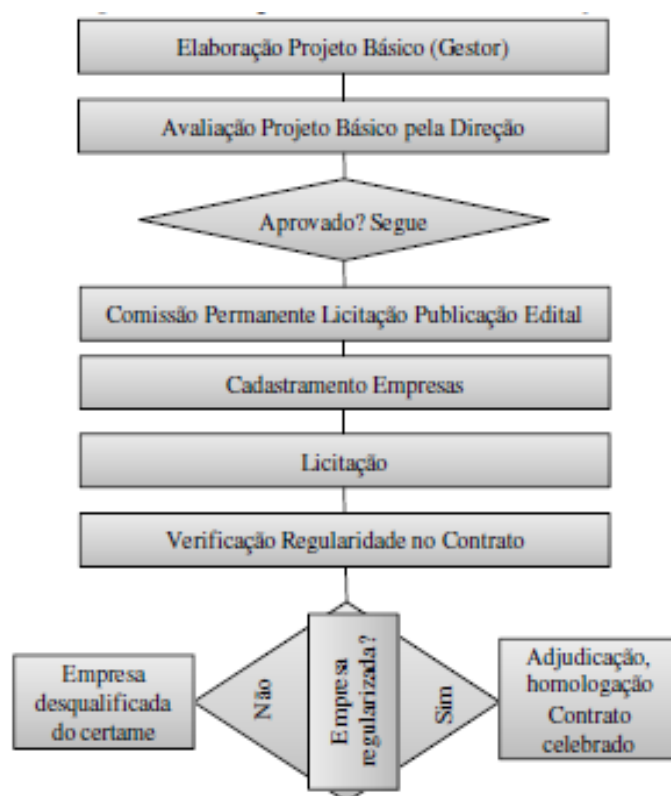 Elaboração Projeto Básico (Gestor)
Avaliação Projeto Básico pela Direção
Aprovado? Segue
Comissão Permanente Licitação Publicação Edital
Cadastramento Empresas
Licitação
Verificação Regularidade no Contrato
Empresa
desqualificada
do certame
Não
Empresa
regularizada?
Sim
Adjudicação,
homologação
Contrato
celebrado